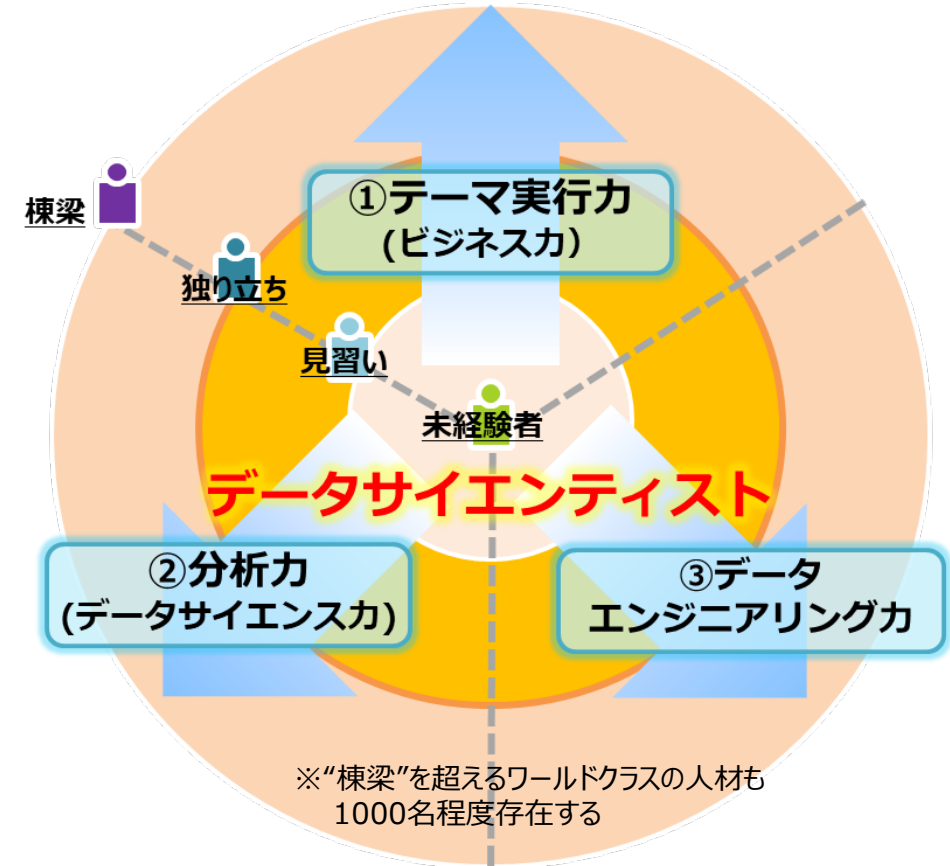 ①テーマ実行力
(ビジネス力）
棟梁
独り立ち
見習い
未経験者
データサイエンティスト
②分析力
(データサイエンス力)
③データ
エンジニアリング力
※“棟梁”を超えるワールドクラスの人材も
1000名程度存在する